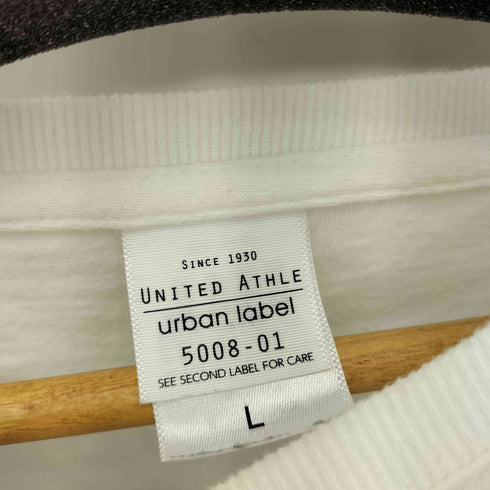 SINCE 1930
UNITED ATHLE
urban label
5008-01
SEE SECOND LABEL FOR CARE
L